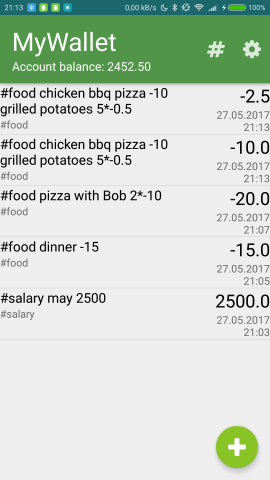 21:13
0,00 kB/s
100%
MyWallet
#
Account balance: 2452.50
#food chicken bbq pizza -10
grilled potatoes 5*-0.5
#food
-2.5
27.05.2017
21:13
#food chicken bbq pizza -10
grilled potatoes 5*-0.5
#food
-10.0
27.05.2017
21:13
#food pizza with Bob 2*-10
#food
-20.0
27.05.2017
21:07
#food dinner -15
#food
-15.0
27.05.2017
21:05
#salary may 2500
#salary
2500.0
27.05.2017
21:03